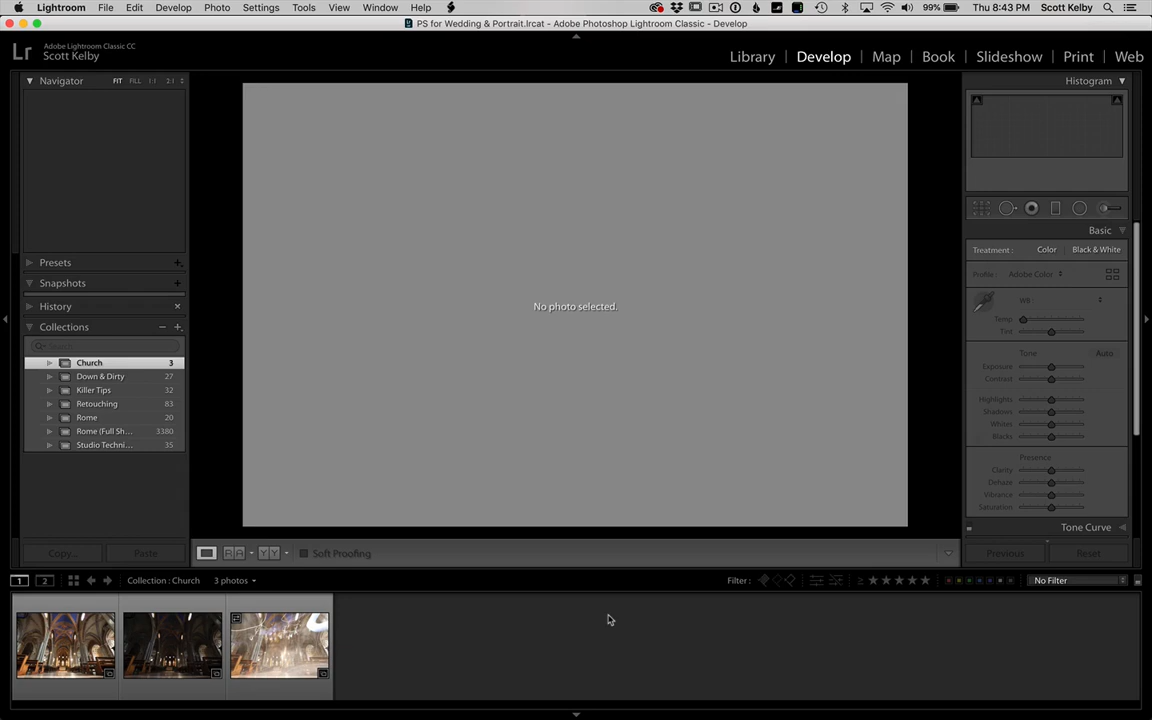 Lightroom File Edit Develop Photo Settings Tools View Window Help 99% Thu 8:43 PM Scott Kelby
PS for Wedding & Portrait.lrcat - Adobe Photoshop Lightroom Classic - Develop
Lr Adobe Lightroom Classic CC
Scott Kelby
Library Develop Map Book Slideshow Print Web
Navigator FIT FILL 1:1 2:1
Histogram
Basic
Treatment : Color Black & White
Profile : Adobe Color
WB :
Temp
Tint
Tone Auto
Exposure
Contrast
Highlights
Shadows
Whites
Blacks
Presence
Clarity
Dehaze
Vibrance
Saturation
Tone Curve
Previous Reset
No photo selected.
Presets
Snapshots
History
Collections
Search
Church 3
Down & Dirty 27
Killer Tips 32
Retouching 83
Rome 20
Rome (Full Sh... 3380
Studio Techni... 35
Copy... Paste
R A Y Y Soft Proofing
1 2 Collection : Church 3 photos Filter : ≥ No Filter